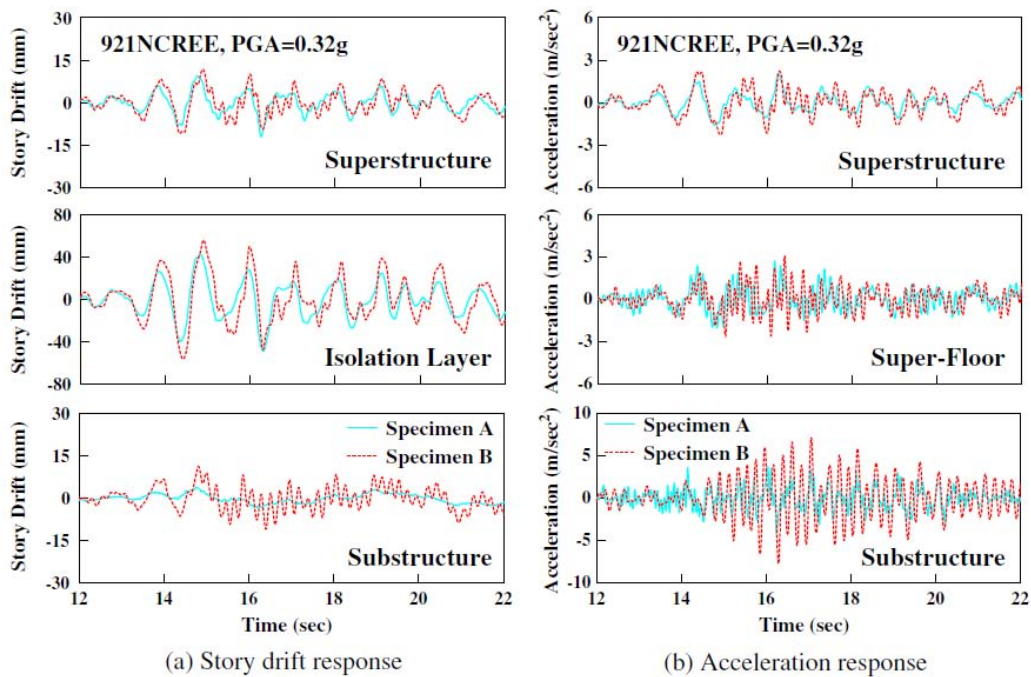 30
15
0
-15
-30
Story Drift (mm)
921NCREE, PGA=0.32g
Superstructure
80
40
0
-40
-80
Story Drift (mm)
Isolation Layer
30
15
0
-15
-30
Story Drift (mm)
Specimen A
Specimen B
Substructure
12 14 16 18 20 22
Time (sec)
(a) Story drift response
6
3
0
-3
-6
Acceleration (m/sec²)
921NCREE, PGA=0.32g
Superstructure
6
3
0
-3
-6
Acceleration (m/sec²)
Super-Floor
10
5
0
-5
-10
Acceleration (m/sec²)
Specimen A
Specimen B
Substructure
12 14 16 18 20 22
Time (sec)
(b) Acceleration response